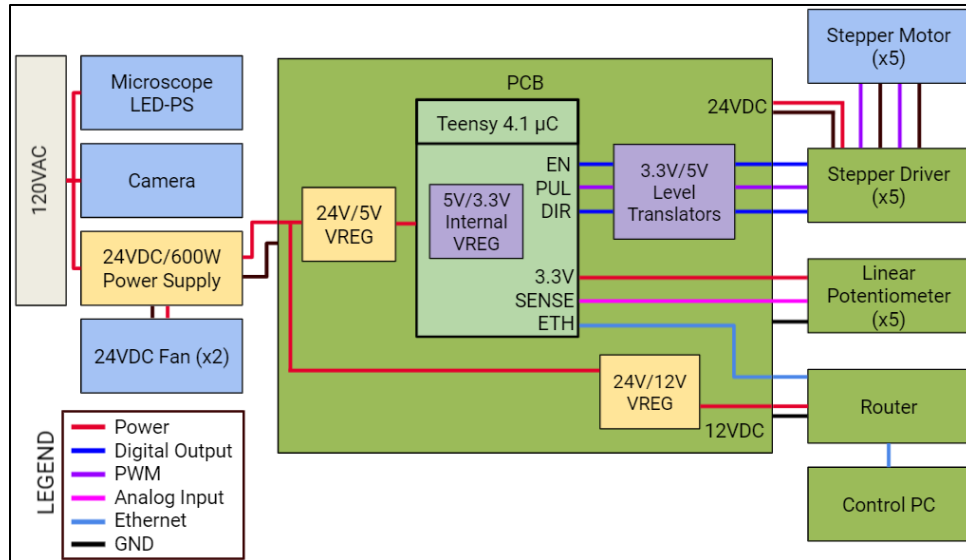 120VAC
Microscope
LED-PS
Camera
24VDC/600W
Power Supply
24VDC Fan (x2)
LEGEND
Power
Digital Output
PWM
Analog Input
Ethernet
GND
PCB
24V/5V
VREG
Teensy 4.1 µC
5V/3.3V
Internal
VREG
EN
PUL
DIR
3.3V
SENSE
ETH
3.3V/5V
Level
Translators
24V/12V
VREG
24VDC
12VDC
Stepper Motor
(x5)
Stepper Driver
(x5)
Linear
Potentiometer
(x5)
Router
Control PC